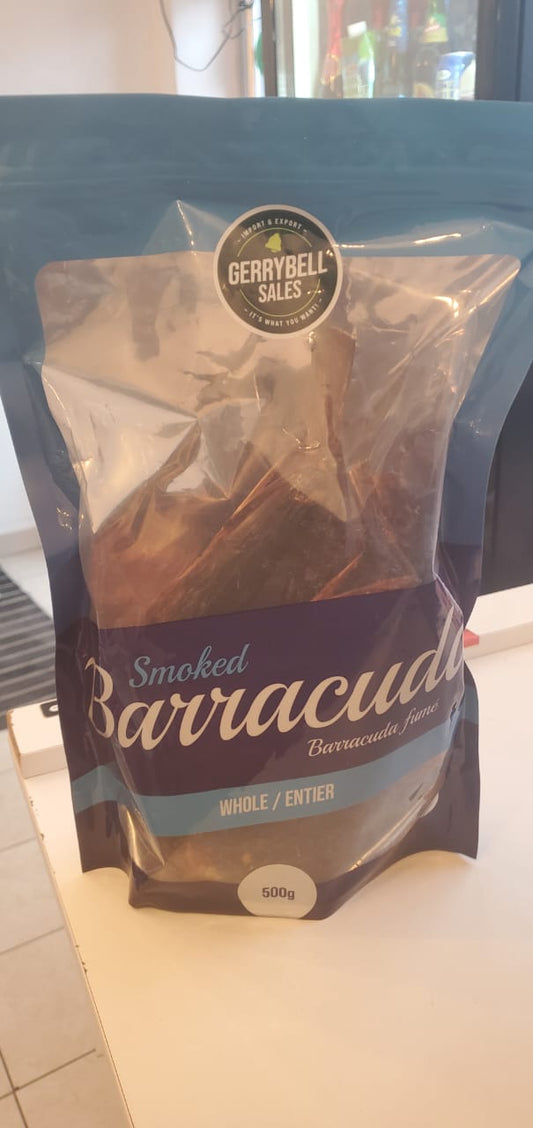 - IMPORT & EXPORT -
GERRYBELL
SALES
- IT'S WHAT YOU WANT! -
Smoked
Barracuda
Barracuda fumé
WHOLE / ENTIER
500g